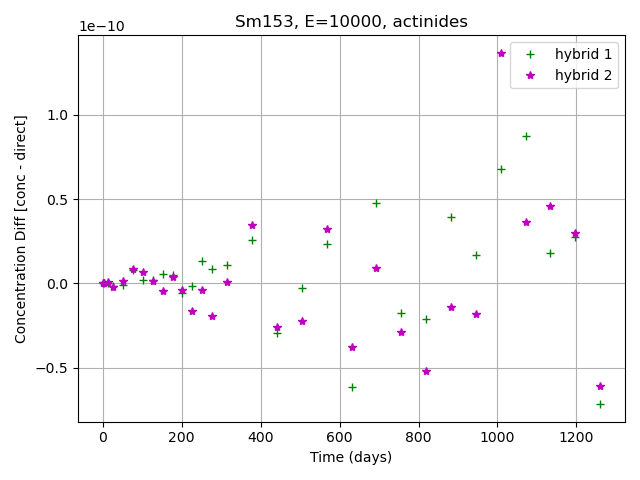 Sm153, E=10000, actinides
1e−10
hybrid 1
hybrid 2
1.0
0.5
0.0
−0.5
Concentration Diff [conc - direct]
0 200 400 600 800 1000 1200
Time (days)